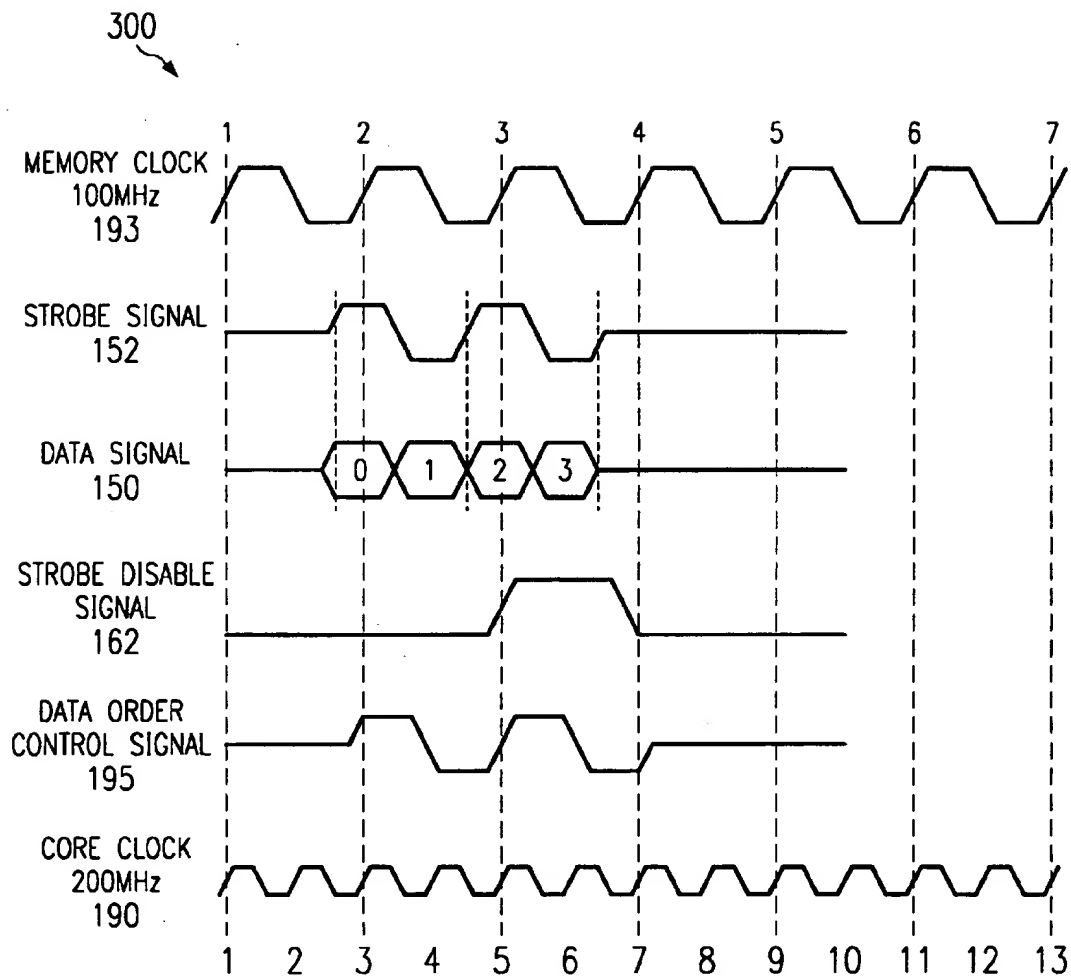 300
1 2 3 4 5 6 7
MEMORY CLOCK
100MHz
193
STROBE SIGNAL
152
DATA SIGNAL
150
0 1 2 3
STROBE DISABLE
SIGNAL
162
DATA ORDER
CONTROL SIGNAL
195
CORE CLOCK
200MHz
190
1 2 3 4 5 6 7 8 9 10 11 12 13